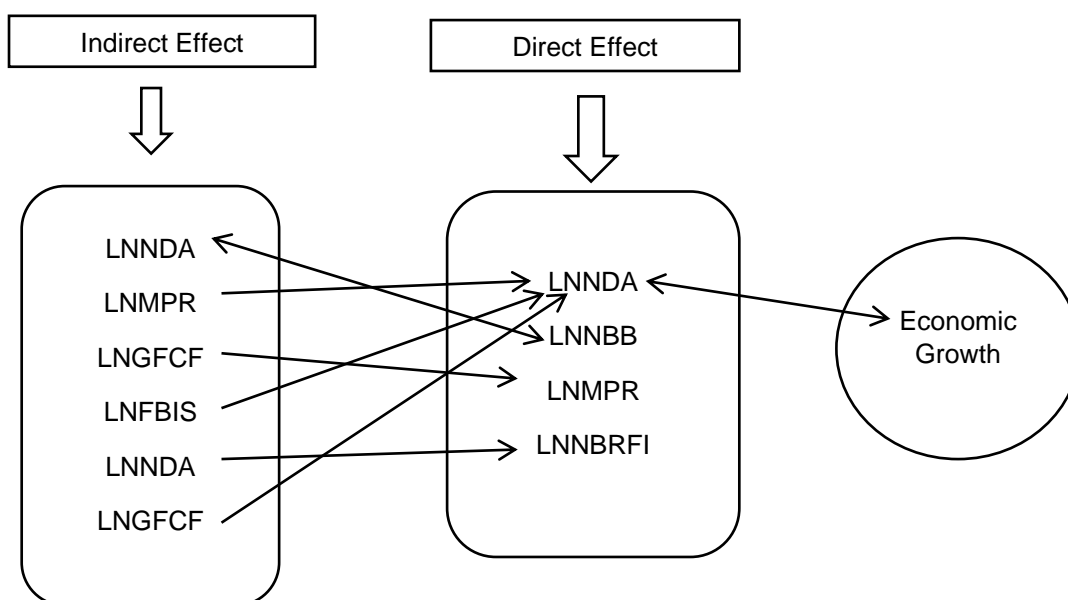 Indirect Effect
Direct Effect
LNNDA
LNMPR
LNGFCF
LNFBIS
LNNDA
LNGFCF
LNNDA
LNNBB
LNMPR
LNNBRFI
Economic
Growth